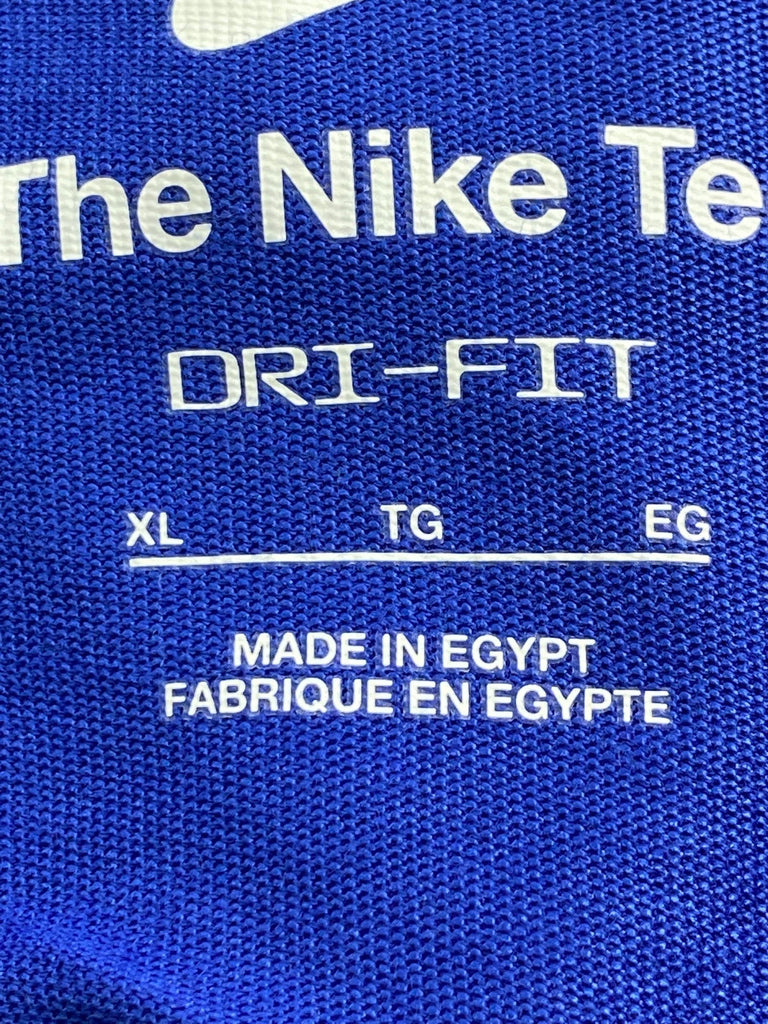 The Nike Te
DRI-FIT
XL TG EG
MADE IN EGYPT
FABRIQUE EN EGYPTE